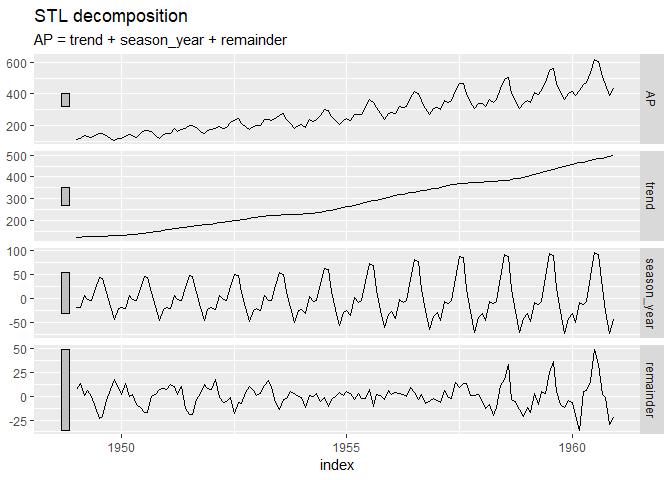 STL decomposition
AP = trend + season_year + remainder
600
400
200
AP
500
400
300
200
trend
100
50
0
-50
season_year
50
25
0
-25
remainder
1950
1955
1960
index